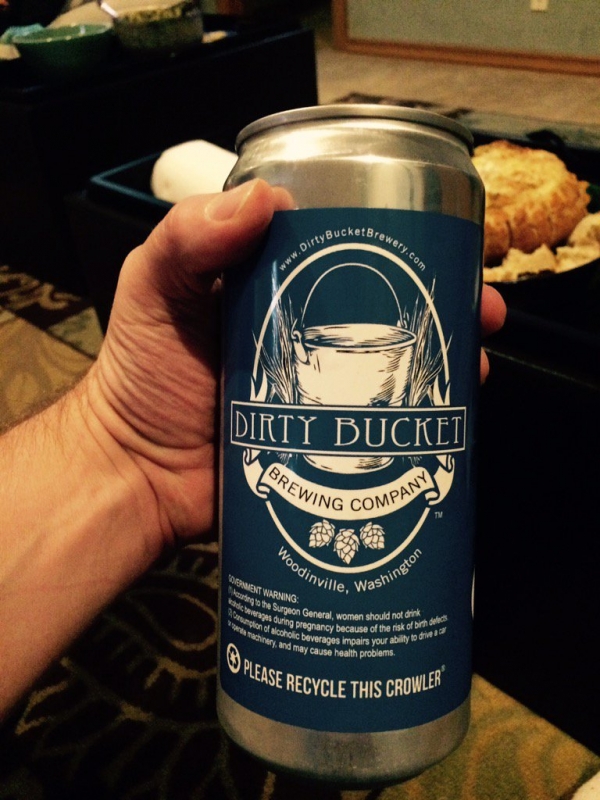 www.DirtyBucketBrewery.com
DIRTY BUCKET
BREWING COMPANY
TM
Woodinville, Washington
GOVERNMENT WARNING:
(1) According to the Surgeon General, women should not drink
alcoholic beverages during pregnancy because of the risk of birth defects.
(2) Consumption of alcoholic beverages impairs your ability to drive a car
or operate machinery, and may cause health problems.
PLEASE RECYCLE THIS CROWLER®